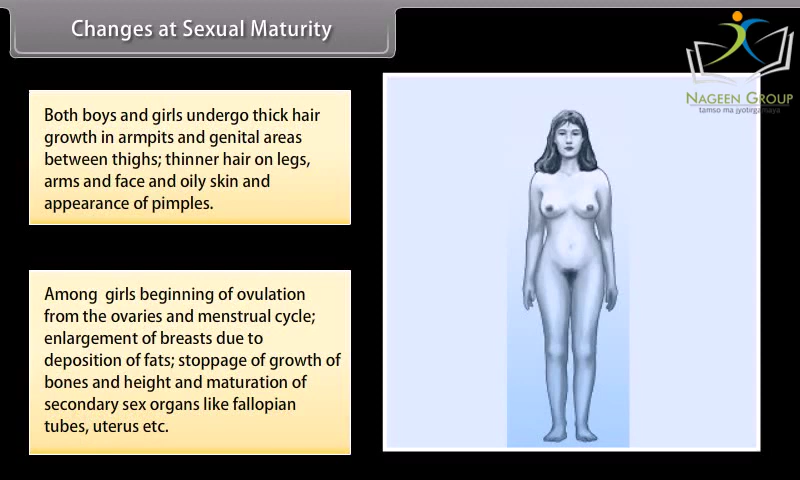 Changes at Sexual Maturity
NAGEEN GROUP
tamso ma jyotirgamaya
Both boys and girls undergo thick hair
growth in armpits and genital areas
between thighs; thinner hair on legs,
arms and face and oily skin and
appearance of pimples.
Among girls beginning of ovulation
from the ovaries and menstrual cycle;
enlargement of breasts due to
deposition of fats; stoppage of growth of
bones and height and maturation of
secondary sex organs like fallopian
tubes, uterus etc.